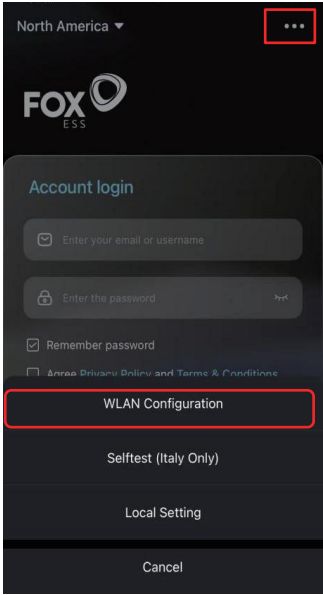 North America
FOX
ESS
Account login
Enter your email or username
Enter the password
Remember password
Agree Privacy Policy and Terms & Conditions
WLAN Configuration
Selftest (Italy Only)
Local Setting
Cancel